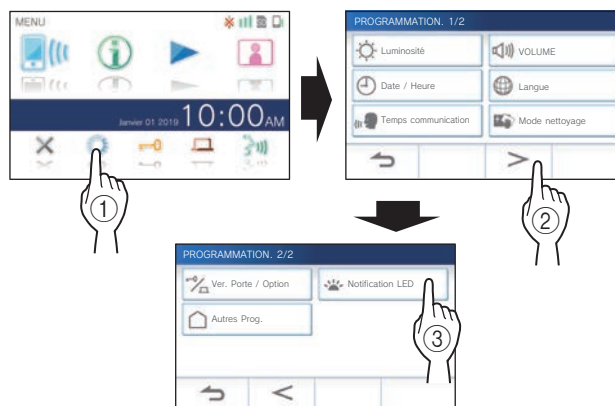 MENU
Janvier 01 2019 10:00AM
①
PROGRAMMATION. 1/2
Luminosité
VOLUME
Date / Heure
Langue
Temps communication
Mode nettoyage
②
PROGRAMMATION. 2/2
Ver. Porte / Option
Notification LED
Autres Prog.
③